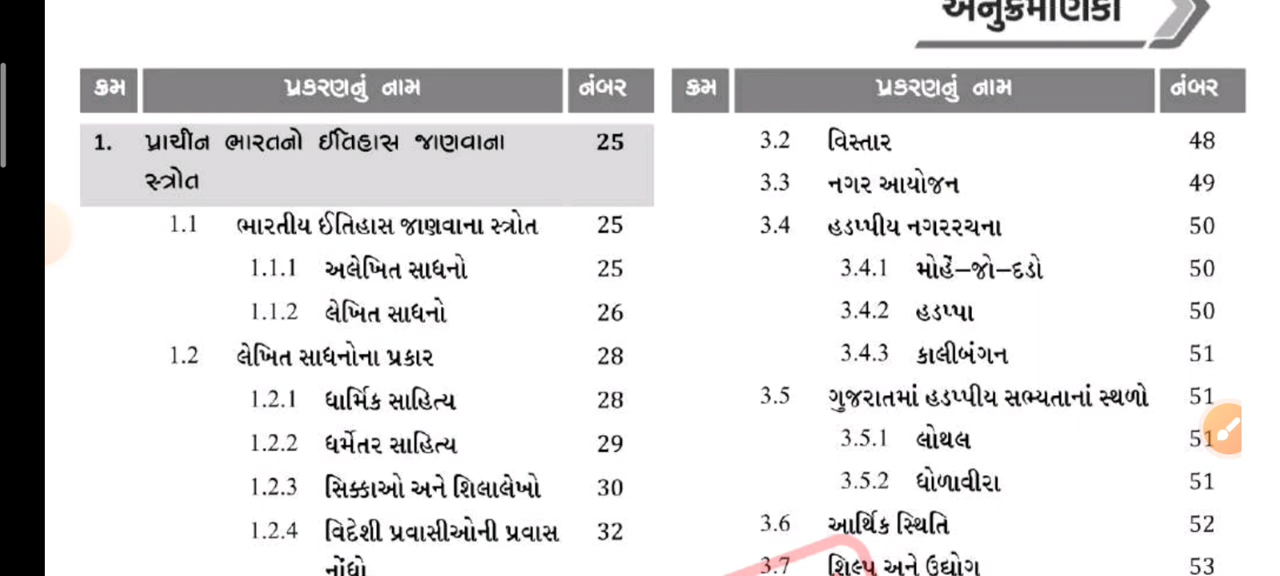 અનુક્રમણિકા
ક્રમ પ્રકરણનું નામ નંબર
1. પ્રાચીન ભારતનો ઈતિહાસ જાણવાના 25
સ્ત્રોત
1.1 ભારતીય ઈતિહાસ જાણવાના સ્ત્રોત 25
1.1.1 અલેખિત સાધનો 25
1.1.2 લેખિત સાધનો 26
1.2 લેખિત સાધનોના પ્રકાર 28
1.2.1 ધાર્મિક સાહિત્ય 28
1.2.2 ધર્મેતર સાહિત્ય 29
1.2.3 સિક્કાઓ અને શિલાલેખો 30
1.2.4 વિદેશી પ્રવાસીઓની પ્રવાસ 32
નોંધો
ક્રમ પ્રકરણનું નામ નંબર
3.2 વિસ્તાર 48
3.3 નગર આયોજન 49
3.4 હડપ્પીય નગરરચના 50
3.4.1 મોહેં–જો–દડો 50
3.4.2 હડપ્પા 50
3.4.3 કાલીબંગન 51
3.5 ગુજરાતમાં હડપ્પીય સભ્યતાનાં સ્થળો 51
3.5.1 લોથલ 51
3.5.2 ધોળાવીરા 51
3.6 આર્થિક સ્થિતિ 52
3.7 શિલ્પ અને ઉદ્યોગ 53